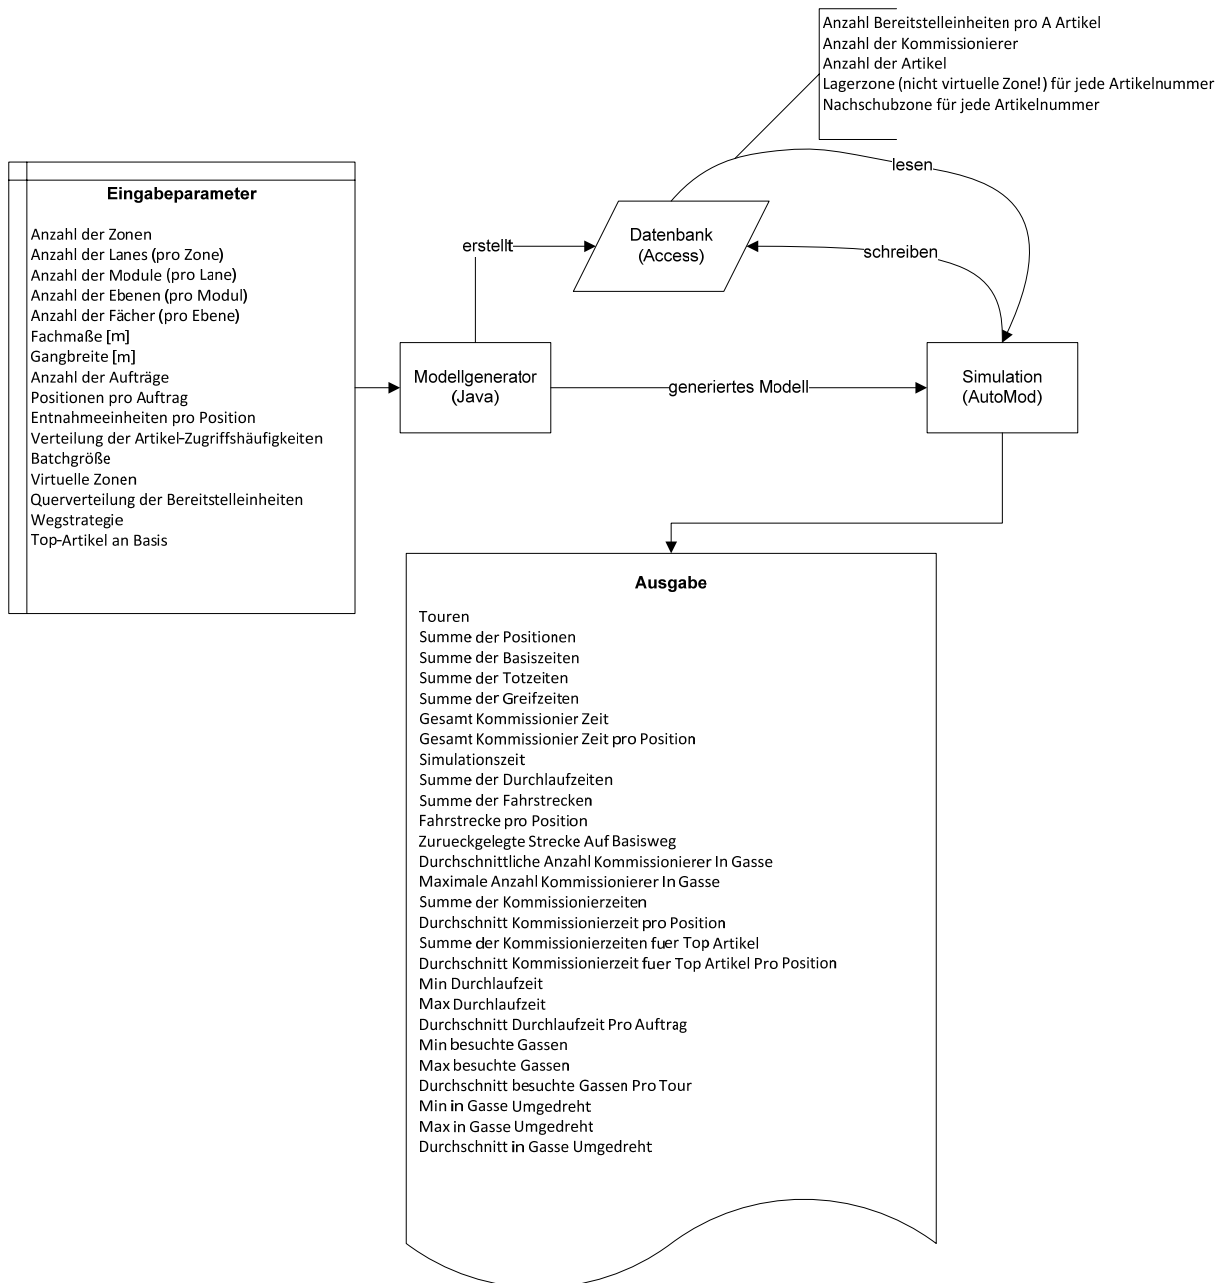 Anzahl Bereitstelleinheiten pro A Artikel
Anzahl der Kommissionierer
Anzahl der Artikel
Lagerzone (nicht virtuelle Zone!) für jede Artikelnummer
Nachschubzone für jede Artikelnummer
lesen
Eingabeparameter
Anzahl der Zonen
Anzahl der Lanes (pro Zone)
Anzahl der Module (pro Lane)
Anzahl der Ebenen (pro Modul)
Anzahl der Fächer (pro Ebene)
Fachmaße [m]
Gangbreite [m]
Anzahl der Aufträge
Positionen pro Auftrag
Entnahmeeinheiten pro Position
Verteilung der Artikel-Zugriffshäufigkeiten
Batchgröße
Virtuelle Zonen
Querverteilung der Bereitstelleinheiten
Wegstrategie
Top-Artikel an Basis
erstellt
Datenbank
(Access)
schreiben
Modellgenerator
(Java)
generiertes Modell
Simulation
(AutoMod)
Ausgabe
Touren
Summe der Positionen
Summe der Basiszeiten
Summe der Totzeiten
Summe der Greifzeiten
Gesamt Kommissionier Zeit
Gesamt Kommissionier Zeit pro Position
Simulationszeit
Summe der Durchlaufzeiten
Summe der Fahrstrecken
Fahrstrecke pro Position
Zurueckgelegte Strecke Auf Basisweg
Durchschnittliche Anzahl Kommissionierer In Gasse
Maximale Anzahl Kommissionierer In Gasse
Summe der Kommissionierzeiten
Durchschnitt Kommissionierzeit pro Position
Summe der Kommissionierzeiten fuer Top Artikel
Durchschnitt Kommissionierzeit fuer Top Artikel Pro Position
Min Durchlaufzeit
Max Durchlaufzeit
Durchschnitt Durchlaufzeit Pro Auftrag
Min besuchte Gassen
Max besuchte Gassen
Durchschnitt besuchte Gassen Pro Tour
Min in Gasse Umgedreht
Max in Gasse Umgedreht
Durchschnitt in Gasse Umgedreht